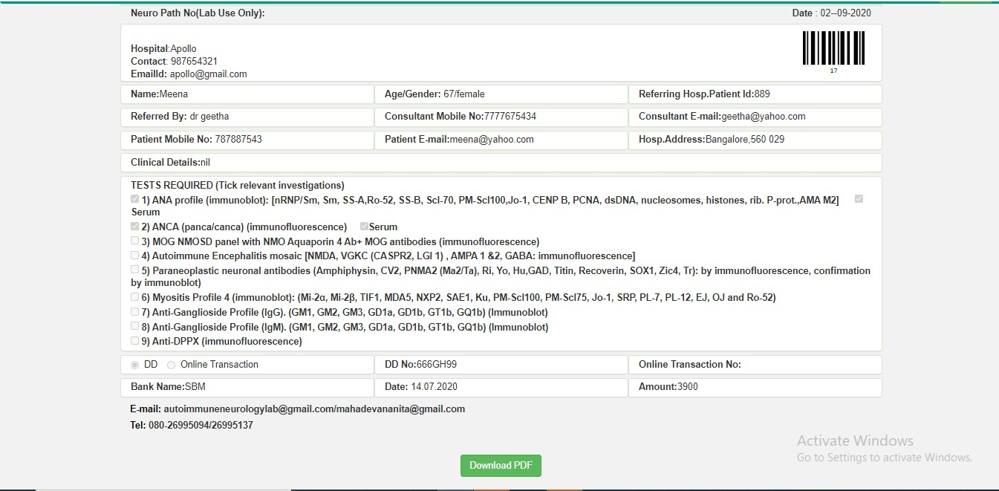 Neuro Path No(Lab Use Only): Date : 02--09-2020
Hospital:Apollo
Contact: 987654321
EmailId: apollo@gmail.com
17
Name:Meena Age/Gender: 67/female Referring Hosp.Patient Id:889
Referred By: dr geetha Consultant Mobile No:7777675434 Consultant E-mail:geetha@yahoo.com
Patient Mobile No: 787887543 Patient E-mail:meena@yahoo.com Hosp.Address:Bangalore,560 029
Clinical Details:nil
TESTS REQUIRED (Tick relevant investigations)
1) ANA profile (immunoblot): [nRNP/Sm, Sm, SS-A,Ro-52, SS-B, Scl-70, PM-Scl100,Jo-1, CENP B, PCNA, dsDNA, nucleosomes, histones, rib. P-prot.,AMA M2]
Serum
2) ANCA (panca/canca) (immunofluorescence) Serum
3) MOG NMOSD panel with NMO Aquaporin 4 Ab+ MOG antibodies (immunofluorescence)
4) Autoimmune Encephalitis mosaic [NMDA, VGKC (CASPR2, LGI 1) , AMPA 1 &2, GABA: immunofluorescence]
5) Paraneoplastic neuronal antibodies (Amphiphysin, CV2, PNMA2 (Ma2/Ta), Ri, Yo, Hu,GAD, Titin, Recoverin, SOX1, Zic4, Tr): by immunofluorescence, confirmation
by immunoblot)
6) Myositis Profile 4 (immunoblot): (Mi-2α, Mi-2β, TIF1, MDA5, NXP2, SAE1, Ku, PM-Scl100, PM-Scl75, Jo-1, SRP, PL-7, PL-12, EJ, OJ and Ro-52)
7) Anti-Ganglioside Profile (IgG). (GM1, GM2, GM3, GD1a, GD1b, GT1b, GQ1b) (Immunoblot)
8) Anti-Ganglioside Profile (IgM). (GM1, GM2, GM3, GD1a, GD1b, GT1b, GQ1b) (Immunoblot)
9) Anti-DPPX (immunofluorescence)
DD Online Transaction DD No:666GH99 Online Transaction No:
Bank Name:SBM Date: 14.07.2020 Amount:3900
E-mail: autoimmuneneurologylab@gmail.com/mahadevananita@gmail.com
Tel: 080-26995094/26995137
Activate Windows
Go to Settings to activate Windows.
Download PDF